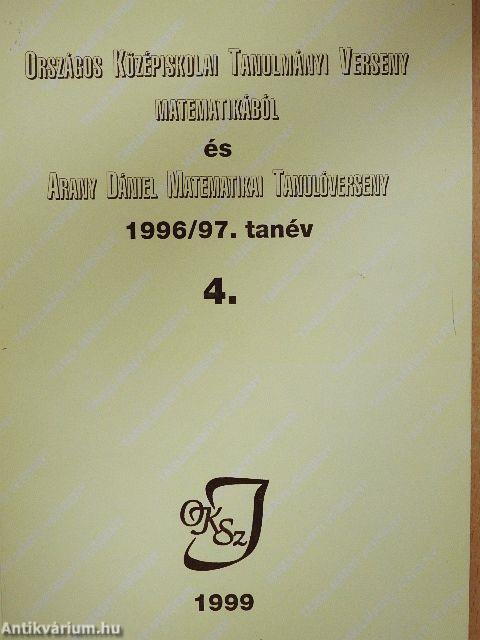 ORSZÁGOS KÖZÉPISKOLAI TANULMÁNYI VERSENY
MATEMATIKÁBÓL
és
ARANY DÁNIEL MATEMATIKAI TANULÓVERSENY
1996/97. tanév
4.
OKSz
1999
Antikvárium.hu